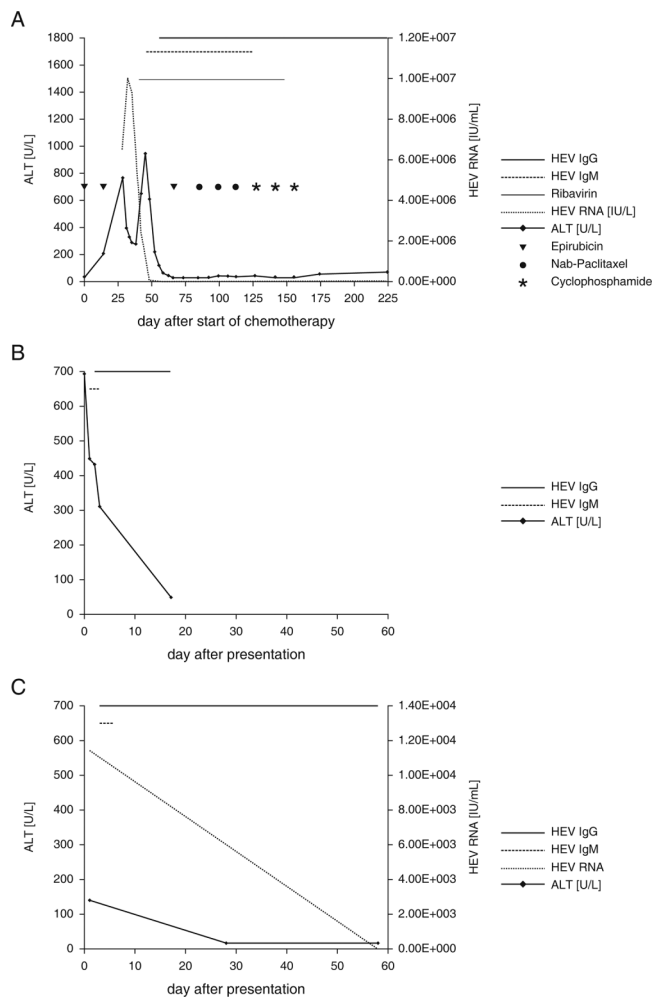 A
ALT [U/L]
1800
1600
1400
1200
1000
800
600
400
200
0
0 25 50 75 100 125 150 175 200 225
day after start of chemotherapy
1.20E+007
1.00E+007
8.00E+006
6.00E+006
4.00E+006
2.00E+006
0.00E+000
HEV RNA [IU/mL]
HEV IgG
HEV IgM
Ribavirin
HEV RNA [IU/L]
ALT [U/L]
Epirubicin
Nab-Paclitaxel
Cyclophosphamide
B
ALT [U/L]
700
600
500
400
300
200
100
0
0 10 20 30 40 50 60
day after presentation
HEV IgG
HEV IgM
ALT [U/L]
C
ALT [U/L]
700
600
500
400
300
200
100
0
0 10 20 30 40 50 60
day after presentation
1.40E+004
1.20E+004
1.00E+004
8.00E+003
6.00E+003
4.00E+003
2.00E+003
0.00E+000
HEV RNA [IU/mL]
HEV IgG
HEV IgM
HEV RNA
ALT [U/L]